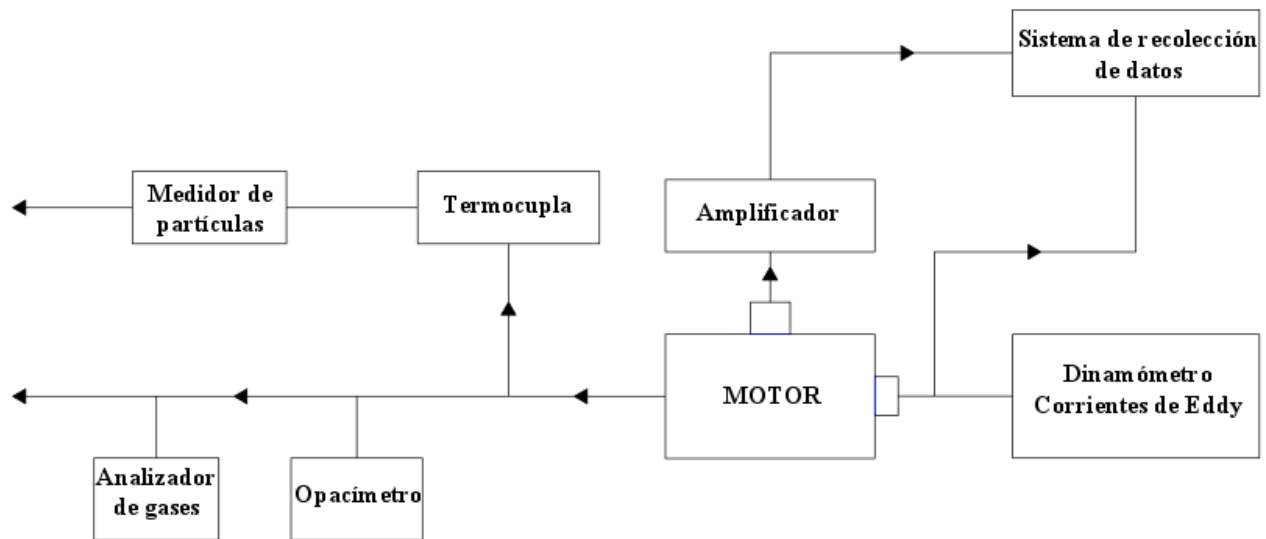 Sistema de recolección
de datos
Medidor de
partículas
Termocupla
Amplificador
MOTOR
Dinamómetro
Corrientes de Eddy
Analizador
de gases
Opacímetro